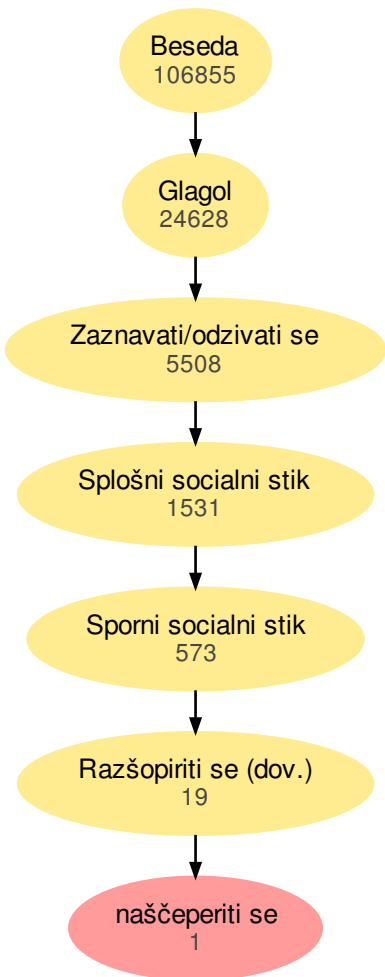 Beseda
106855
Glagol
24628
Zaznavati/odzivati se
5508
Splošni socialni stik
1531
Sporni socialni stik
573
Razšopiriti se (dov.)
19
naščeperiti se
1